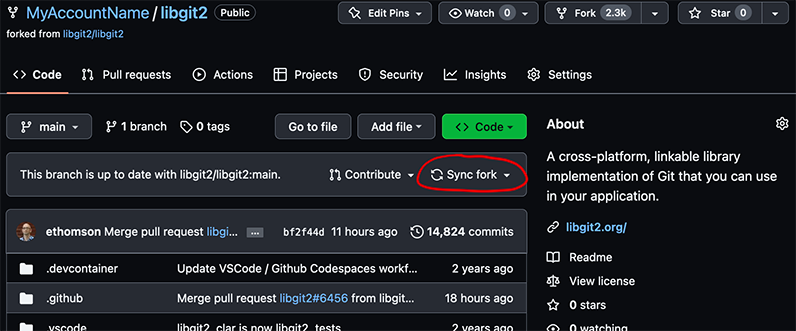 MyAccountName / libgit2 Public Edit Pins Watch 0 Fork 2.3k Star 0
forked from libgit2/libgit2
Code Pull requests Actions Projects Security Insights Settings
main 1 branch 0 tags Go to file Add file Code
About
This branch is up to date with libgit2/libgit2:main. Contribute Sync fork
A cross-platform, linkable library
implementation of Git that you can use
in your application.
libgit2.org/
ethomson Merge pull request libgi... ... bf2f44d 11 hours ago 14,824 commits
Readme
.devcontainer Update VSCode / Github Codespaces workf... 2 years ago
View license
.github Merge pull request libgit2#6456 from libgit... 18 hours ago
0 stars
.vscode libgit2_clar is now libgit2_tests 2 years ago
0 watching